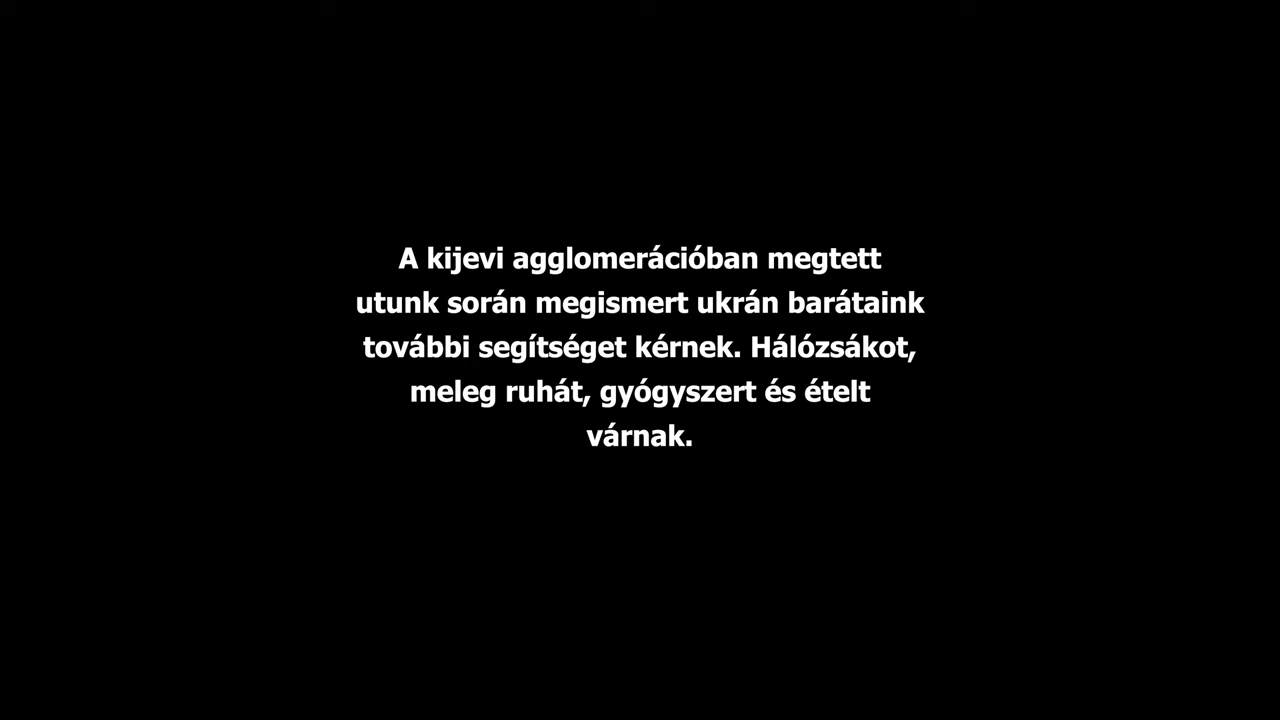 A kijevi agglomerációban megtett
utunk során megismert ukrán barátaink
további segítséget kérnek. Hálózsákot,
meleg ruhát, gyógyszert és ételt
várnak.